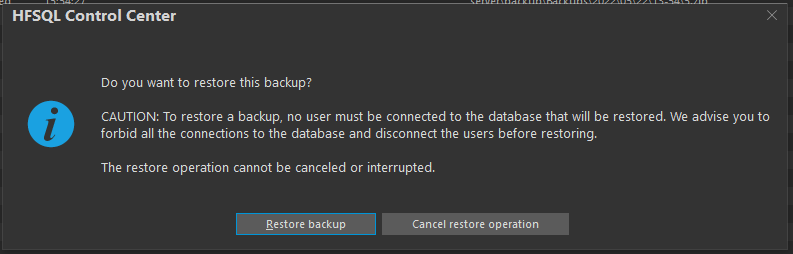 HFSQL Control Center
Do you want to restore this backup?
CAUTION: To restore a backup, no user must be connected to the database that will be restored. We advise you to
forbid all the connections to the database and disconnect the users before restoring.
The restore operation cannot be canceled or interrupted.
Restore backup
Cancel restore operation